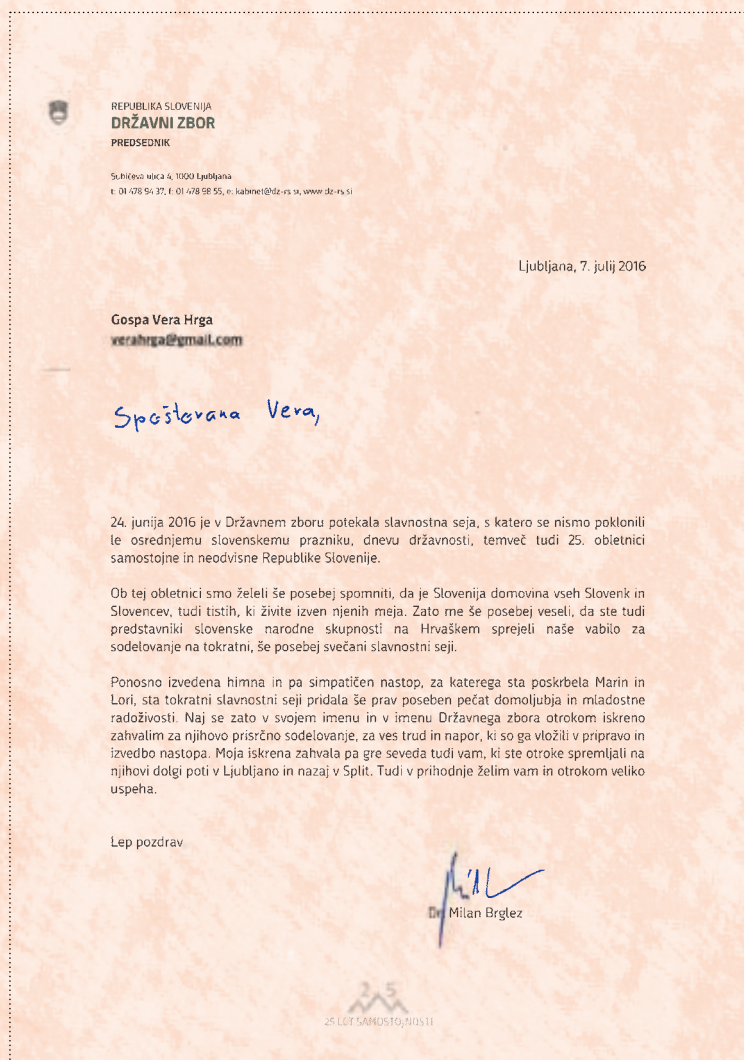 REPUBLIKA SLOVENIJA
DRŽAVNI ZBOR
PREDSEDNIK
Šubičeva ulica 4, 1000 Ljubljana
t: 01 478 94 37, f: 01 478 98 55, e: kabinet@dz-rs.si, www.dz-rs.si
Ljubljana, 7. julij 2016
Gospa Vera Hrga
verahrga@gmail.com
Spoštovana Vera,
24. junija 2016 je v Državnem zboru potekala slavnostna seja, s katero se nismo poklonili
le osrednjemu slovenskemu prazniku, dnevu državnosti, temveč tudi 25. obletnici
samostojne in neodvisne Republike Slovenije.
Ob tej obletnici smo želeli še posebej spomniti, da je Slovenija domovina vseh Slovenk in
Slovencev, tudi tistih, ki živite izven njenih meja. Zato me še posebej veseli, da ste tudi
predstavniki slovenske narodne skupnosti na Hrvaškem sprejeli naše vabilo za
sodelovanje na tokratni, še posebej svečani slavnostni seji.
Ponosno izvedena himna in pa simpatičen nastop, za katerega sta poskrbela Marin in
Lori, sta tokratni slavnostni seji pridala še prav poseben pečat domoljubja in mladostne
radoživosti. Naj se zato v svojem imenu in v imenu Državnega zbora otrokom iskreno
zahvalim za njihovo prisrčno sodelovanje, za ves trud in napor, ki so ga vložili v pripravo in
izvedbo nastopa. Moja iskrena zahvala pa gre seveda tudi vam, ki ste otroke spremljali na
njihovi dolgi poti v Ljubljano in nazaj v Split. Tudi v prihodnje želim vam in otrokom veliko
uspeha.
Lep pozdrav
Dr. Milan Brglez
25
25 LET SAMOSTOJNOSTI